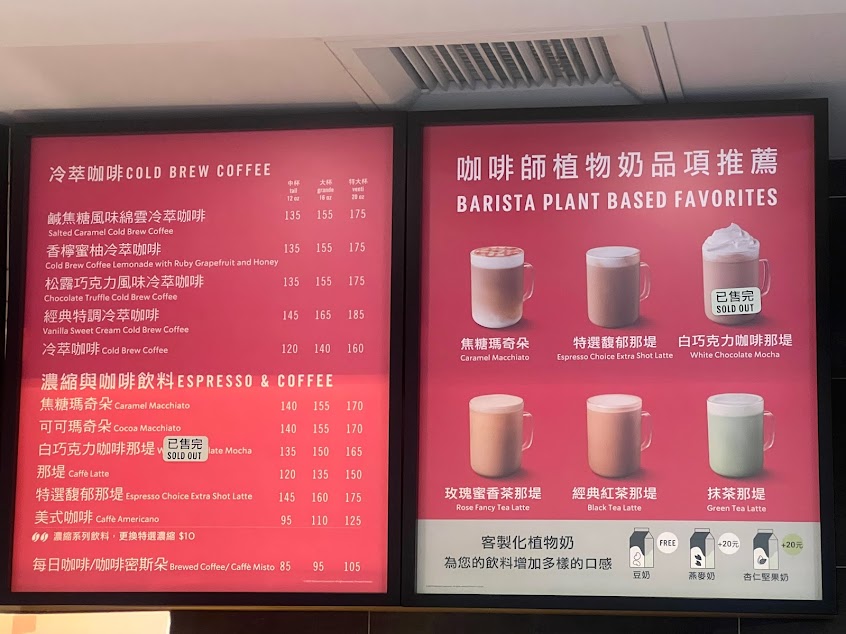 冷萃咖啡COLD BREW COFFEE
中杯 大杯 特大杯
tall grande venti
12 oz 16 oz 20 oz
鹹焦糖風味綿雲冷萃咖啡 135 155 175
Salted Caramel Cold Brew Coffee
香檸蜜柚冷萃咖啡 135 155 175
Cold Brew Coffee Lemonade with Ruby Grapefruit and Honey
松露巧克力風味冷萃咖啡 135 155 175
Chocolate Truffle Cold Brew Coffee
經典特調冷萃咖啡 145 165 185
Vanilla Sweet Cream Cold Brew Coffee
冷萃咖啡 Cold Brew Coffee 120 140 160
濃縮與咖啡飲料ESPRESSO & COFFEE
焦糖瑪奇朵 Caramel Macchiato 140 155 170
可可瑪奇朵 Cocoa Macchiato 140 155 170
白巧克力咖啡那堤 W 已售完 SOLD OUT late Mocha 135 150 165
那堤 Caffè Latte 120 135 150
特選馥郁那堤 Espresso Choice Extra Shot Latte 145 160 175
美式咖啡 Caffè Americano 95 110 125
濃縮系列飲料，更換特選濃縮 $10
每日咖啡/咖啡密斯朵 Brewed Coffee/ Caffè Misto 85 95 105
咖啡師植物奶品項推薦
BARISTA PLANT BASED FAVORITES
已售完
SOLD OUT
焦糖瑪奇朵 特選馥郁那堤 白巧克力咖啡那堤
Caramel Macchiato Espresso Choice Extra Shot Latte White Chocolate Mocha
玫瑰蜜香茶那堤 經典紅茶那堤 抹茶那堤
Rose Fancy Tea Latte Black Tea Latte Green Tea Latte
客製化植物奶
為您的飲料增加多樣的口感
FREE +20元 +20元
豆奶 燕麥奶 杏仁堅果奶